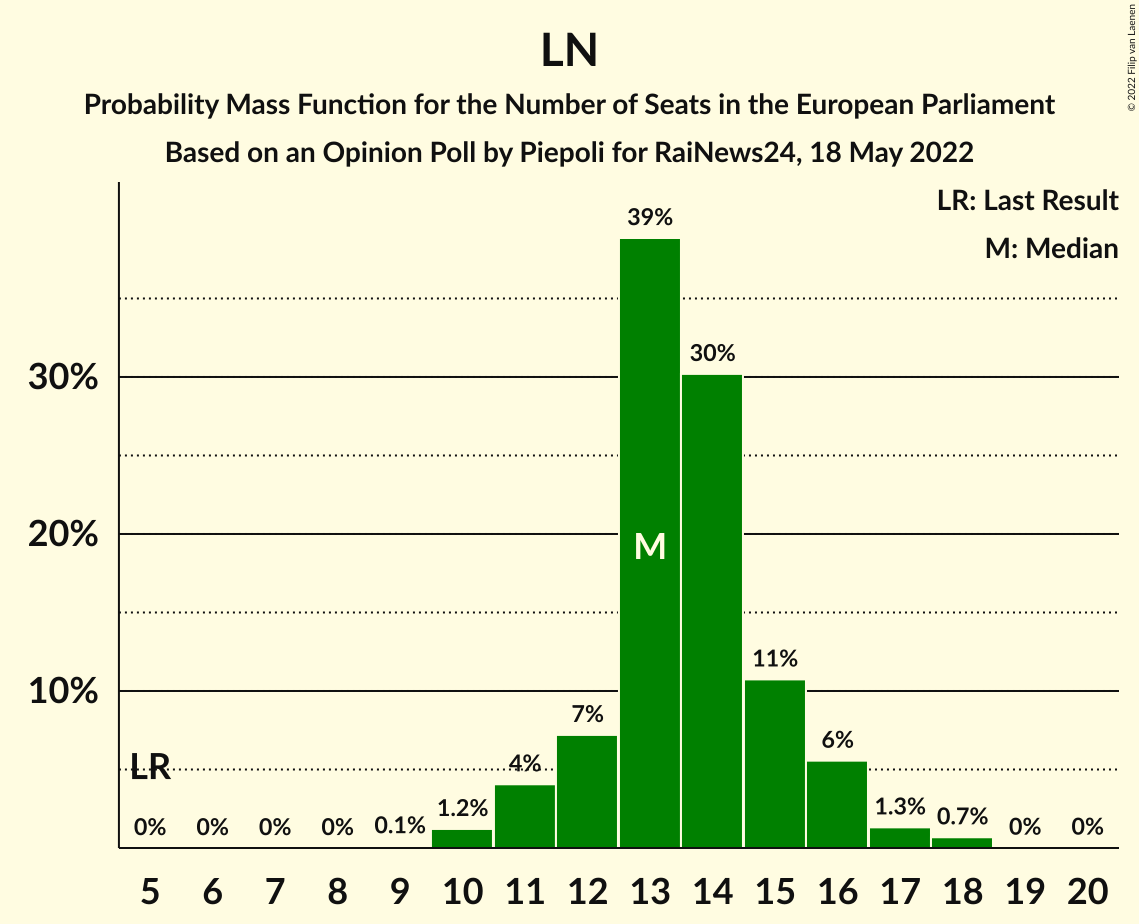 LN
Probability Mass Function for the Number of Seats in the European Parliament
Based on an Opinion Poll by Piepoli for RaiNews24, 18 May 2022
© 2022 Filip van Laenen
LR: Last Result
M: Median
39%
30%
30%
20%
M
11%
10%
7%
6%
LR
4%
0% 0% 0% 0% 0.1% 1.2% 1.3% 0.7% 0% 0%
5 6 7 8 9 10 11 12 13 14 15 16 17 18 19 20